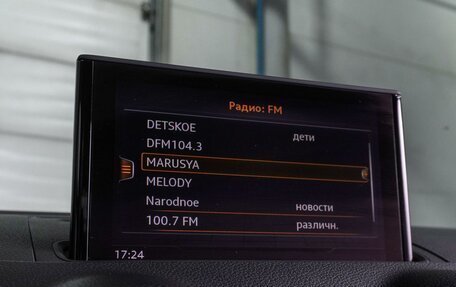 Радио: FM
DETSKOE дети
DFM104.3
MARUSYA
MELODY
Narodnoe новости
100.7 FM различн.
17:24